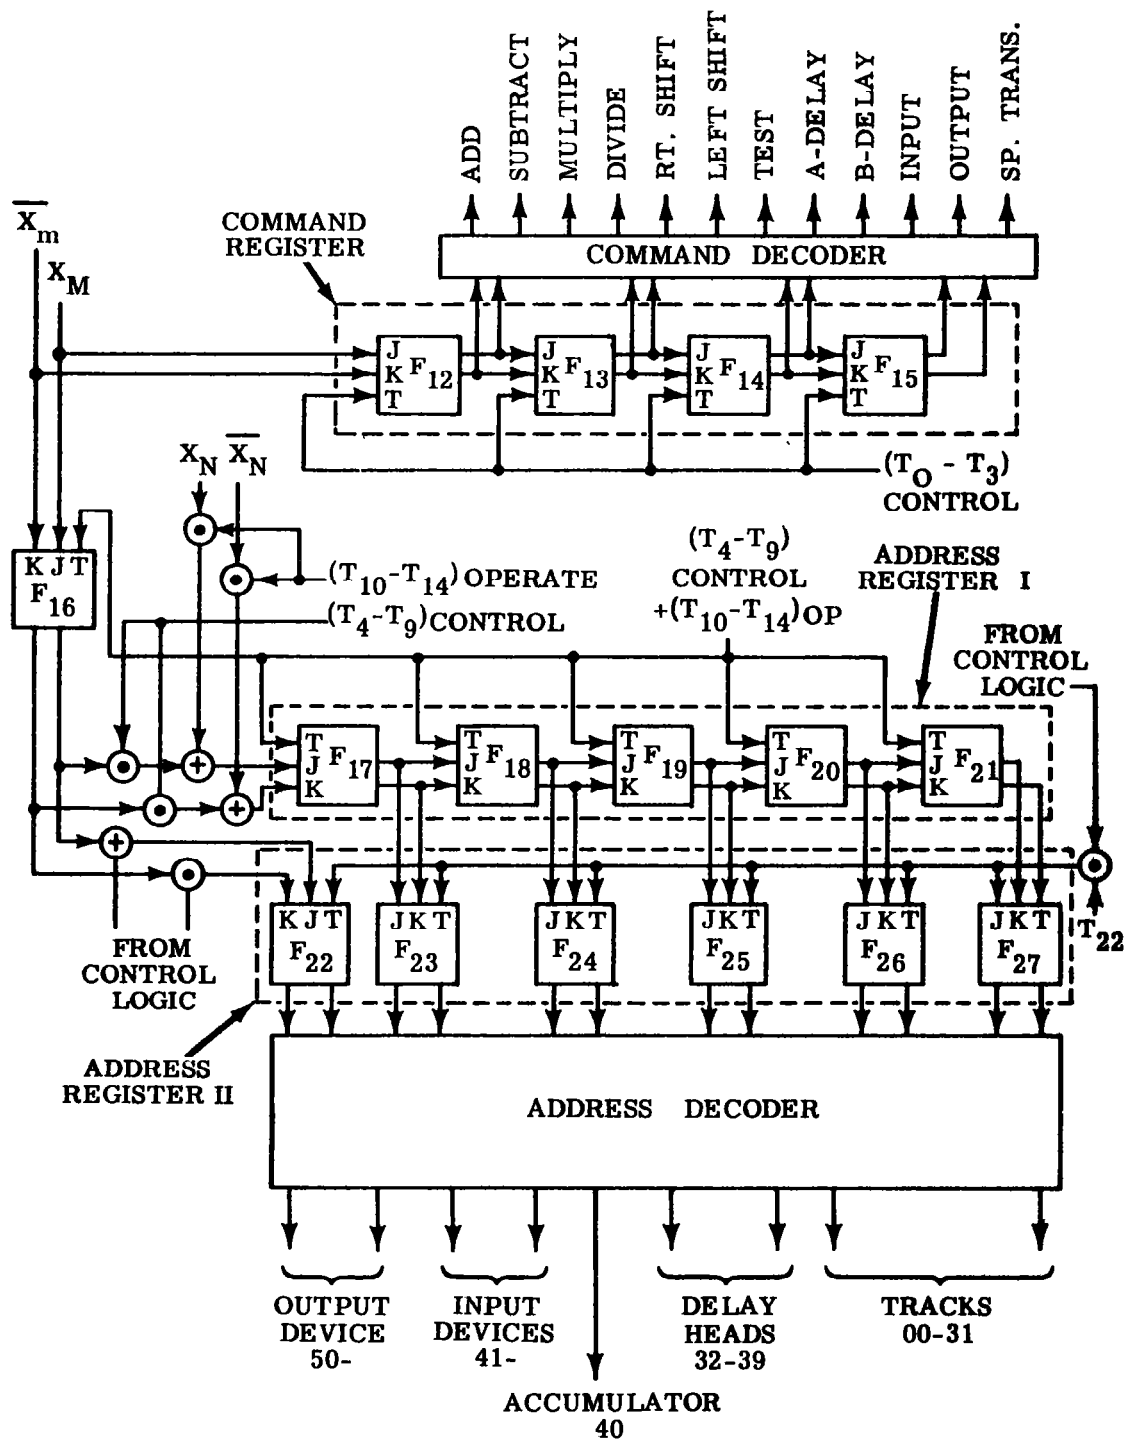 ADD
SUBTRACT
MULTIPLY
DIVIDE
RT. SHIFT
LEFT SHIFT
TEST
A-DELAY
B-DELAY
INPUT
OUTPUT
SP. TRANS.
COMMAND DECODER
X̅m
XM
COMMAND
REGISTER
J
K F12
T
J
K F13
T
J
K F14
T
J
K F15
T
(TO - T3)
CONTROL
XN X̅N
K J T
F16
(T10-T14) OPERATE
(T4-T9) CONTROL
(T4-T9)
CONTROL
+(T10-T14)OP
ADDRESS
REGISTER I
FROM
CONTROL
LOGIC
T
J F17
K
T
J F18
K
T
J F19
K
T
J F20
K
T
J F21
K
+
+
+
K J T
F22
J K T
F23
J K T
F24
J K T
F25
J K T
F26
J K T
F27
T22
FROM
CONTROL
LOGIC
ADDRESS
REGISTER II
ADDRESS DECODER
OUTPUT
DEVICE
50-
INPUT
DEVICES
41-
DELAY
HEADS
32-39
TRACKS
00-31
ACCUMULATOR
40